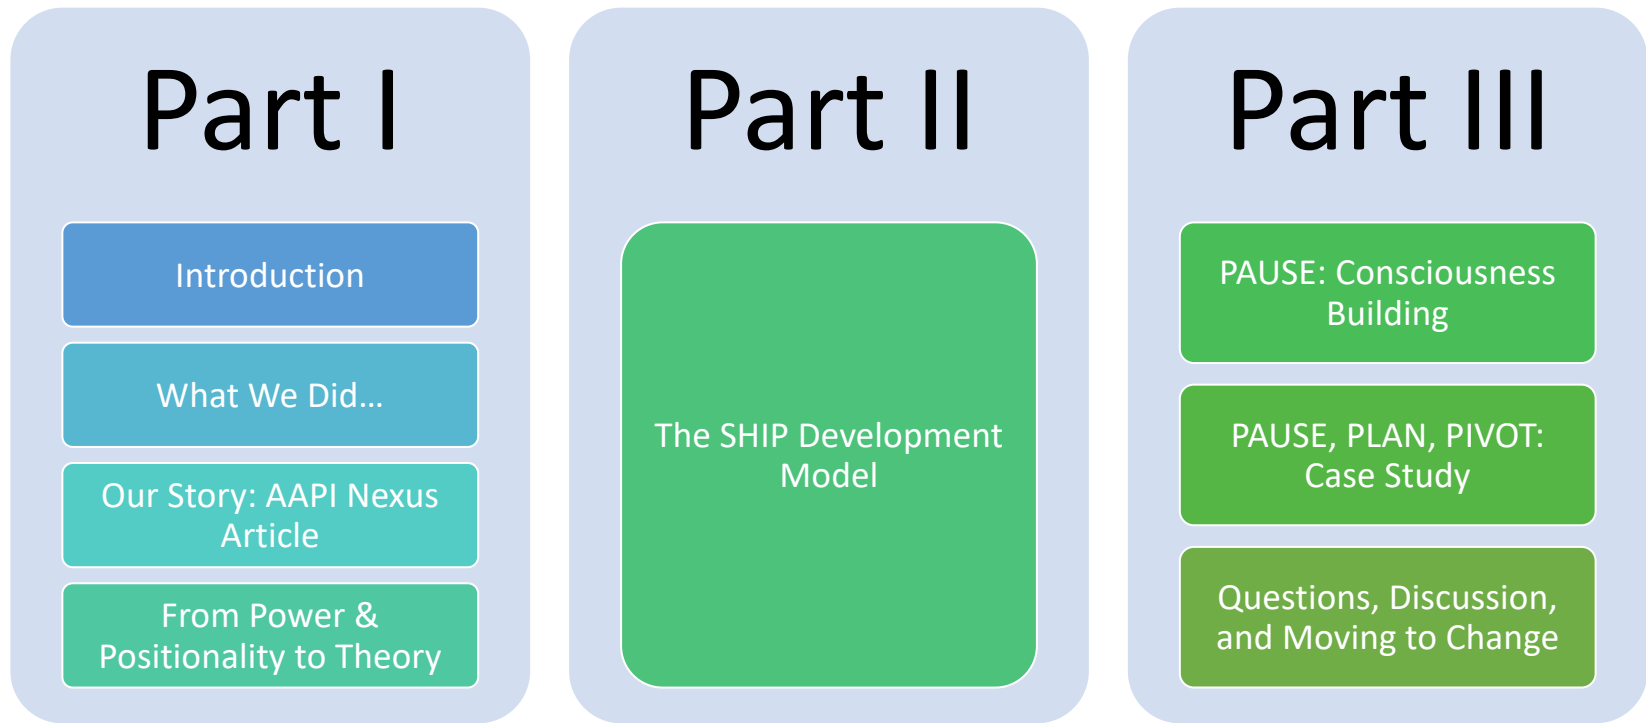 Part I
Introduction
What We Did...
Our Story: AAPI Nexus
Article
From Power &
Positionality to Theory
Part II
The SHIP Development
Model
Part III
PAUSE: Consciousness
Building
PAUSE, PLAN, PIVOT:
Case Study
Questions, Discussion,
and Moving to Change